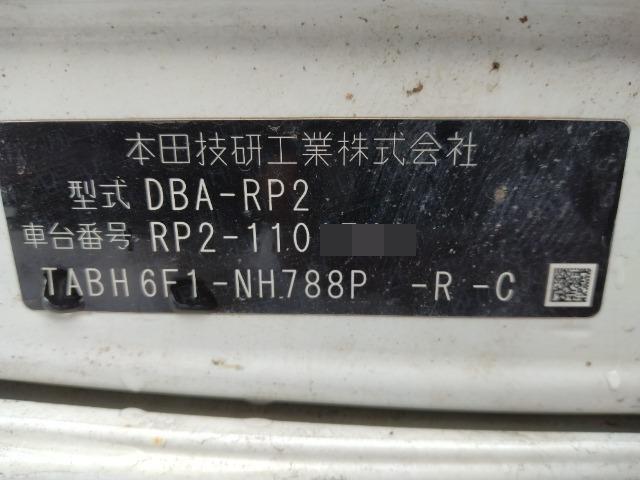 本田技研工業株式会社
型式 DBA-RP2
車台番号 RP2-110
TABH6F1-NH788P -R -C